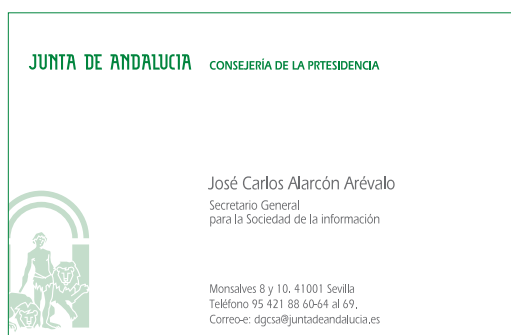 JUNTA DE ANDALUCIA CONSEJERÍA DE LA PRTESIDENCIA
José Carlos Alarcón Arévalo
Secretario General
para la Sociedad de la información
Monsalves 8 y 10. 41001 Sevilla
Teléfono 95 421 88 60-64 al 69,
Correo-e: dgcsa@juntadeandalucia.es